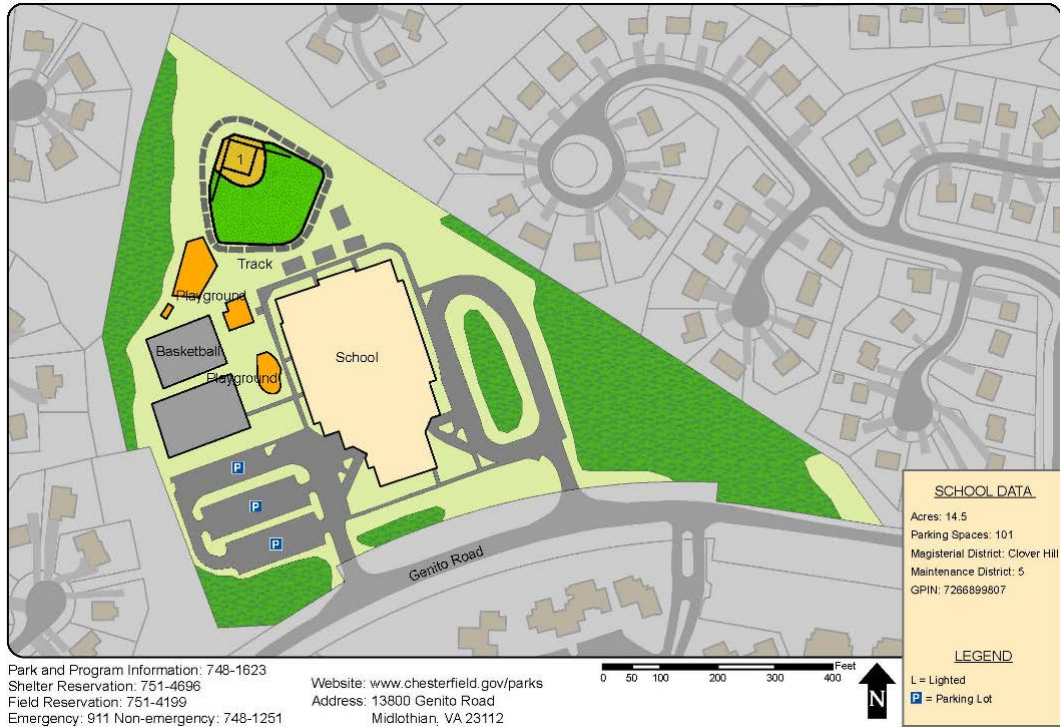 1
Track
Playground
Basketball
School
Playground
P
P
P
Genito Road
SCHOOL DATA
Acres: 14.5
Parking Spaces: 101
Magisterial District: Clover Hill
Maintenance District: 5
GPIN: 7266899807
LEGEND
L = Lighted
P = Parking Lot
Park and Program Information: 748-1623
Shelter Reservation: 751-4696
Field Reservation: 751-4199
Emergency: 911 Non-emergency: 748-1251
Website: www.chesterfield.gov/parks
Address: 13800 Genito Road
Midlothian, VA 23112
Feet
0 50 100 200 300 400
N